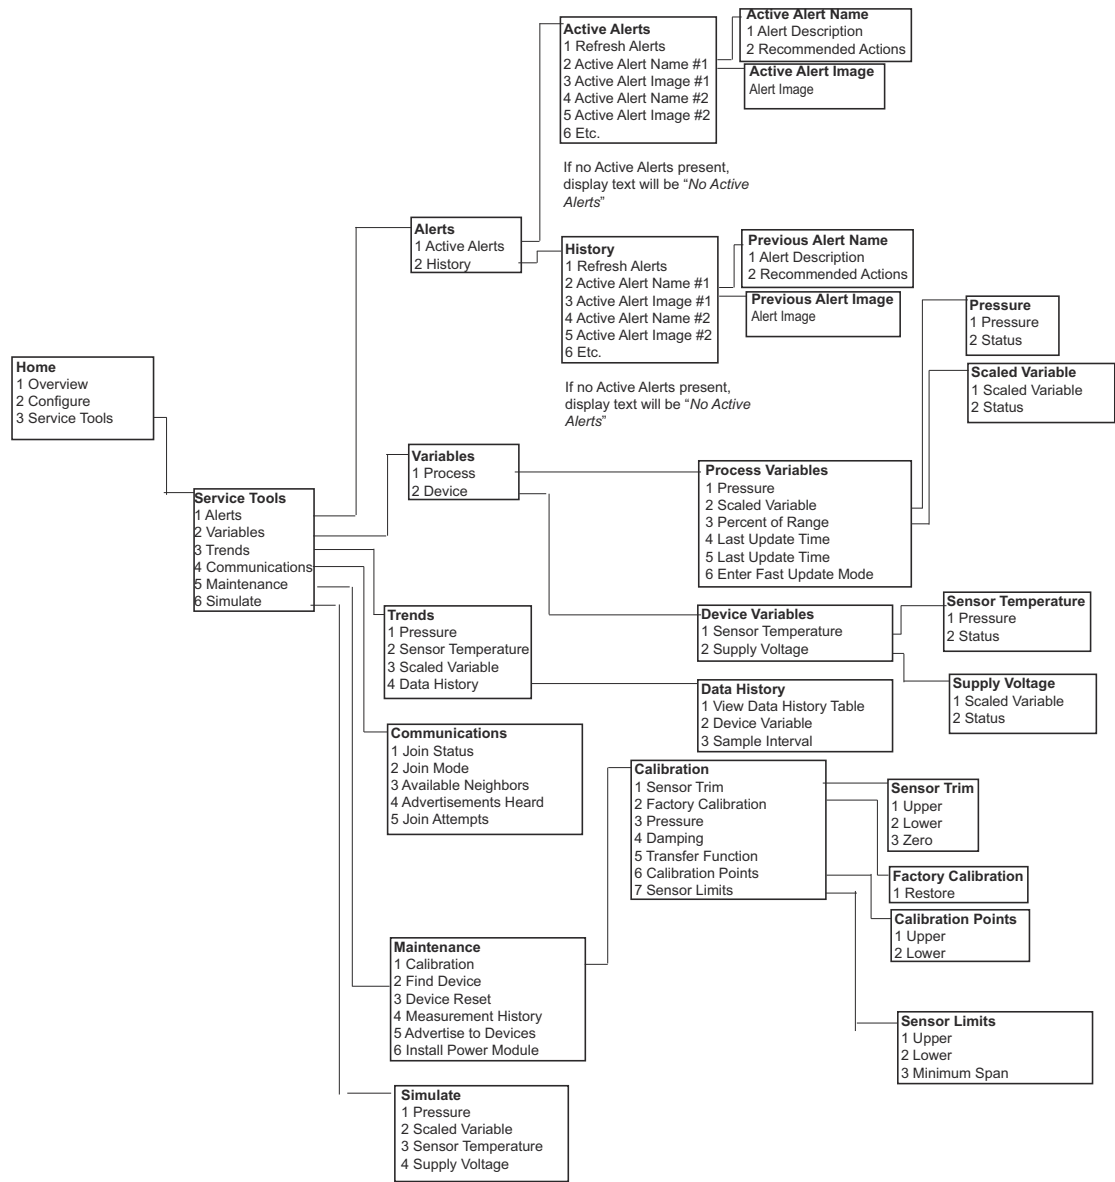 Home
1 Overview
2 Configure
3 Service Tools
Service Tools
1 Alerts
2 Variables
3 Trends
4 Communications
5 Maintenance
6 Simulate
Alerts
1 Active Alerts
2 History
Active Alerts
1 Refresh Alerts
2 Active Alert Name #1
3 Active Alert Image #1
4 Active Alert Name #2
5 Active Alert Image #2
6 Etc.
If no Active Alerts present,
display text will be “No Active
Alerts”
Active Alert Name
1 Alert Description
2 Recommended Actions
Active Alert Image
Alert Image
History
1 Refresh Alerts
2 Active Alert Name #1
3 Active Alert Image #1
4 Active Alert Name #2
5 Active Alert Image #2
6 Etc.
If no Active Alerts present,
display text will be “No Active
Alerts”
Previous Alert Name
1 Alert Description
2 Recommended Actions
Previous Alert Image
Alert Image
Variables
1 Process
2 Device
Process Variables
1 Pressure
2 Scaled Variable
3 Percent of Range
4 Last Update Time
5 Last Update Time
6 Enter Fast Update Mode
Pressure
1 Pressure
2 Status
Scaled Variable
1 Scaled Variable
2 Status
Device Variables
1 Sensor Temperature
2 Supply Voltage
Sensor Temperature
1 Pressure
2 Status
Supply Voltage
1 Scaled Variable
2 Status
Trends
1 Pressure
2 Sensor Temperature
3 Scaled Variable
4 Data History
Data History
1 View Data History Table
2 Device Variable
3 Sample Interval
Communications
1 Join Status
2 Join Mode
3 Available Neighbors
4 Advertisements Heard
5 Join Attempts
Maintenance
1 Calibration
2 Find Device
3 Device Reset
4 Measurement History
5 Advertise to Devices
6 Install Power Module
Calibration
1 Sensor Trim
2 Factory Calibration
3 Pressure
4 Damping
5 Transfer Function
6 Calibration Points
7 Sensor Limits
Sensor Trim
1 Upper
2 Lower
3 Zero
Factory Calibration
1 Restore
Calibration Points
1 Upper
2 Lower
Sensor Limits
1 Upper
2 Lower
3 Minimum Span
Simulate
1 Pressure
2 Scaled Variable
3 Sensor Temperature
4 Supply Voltage